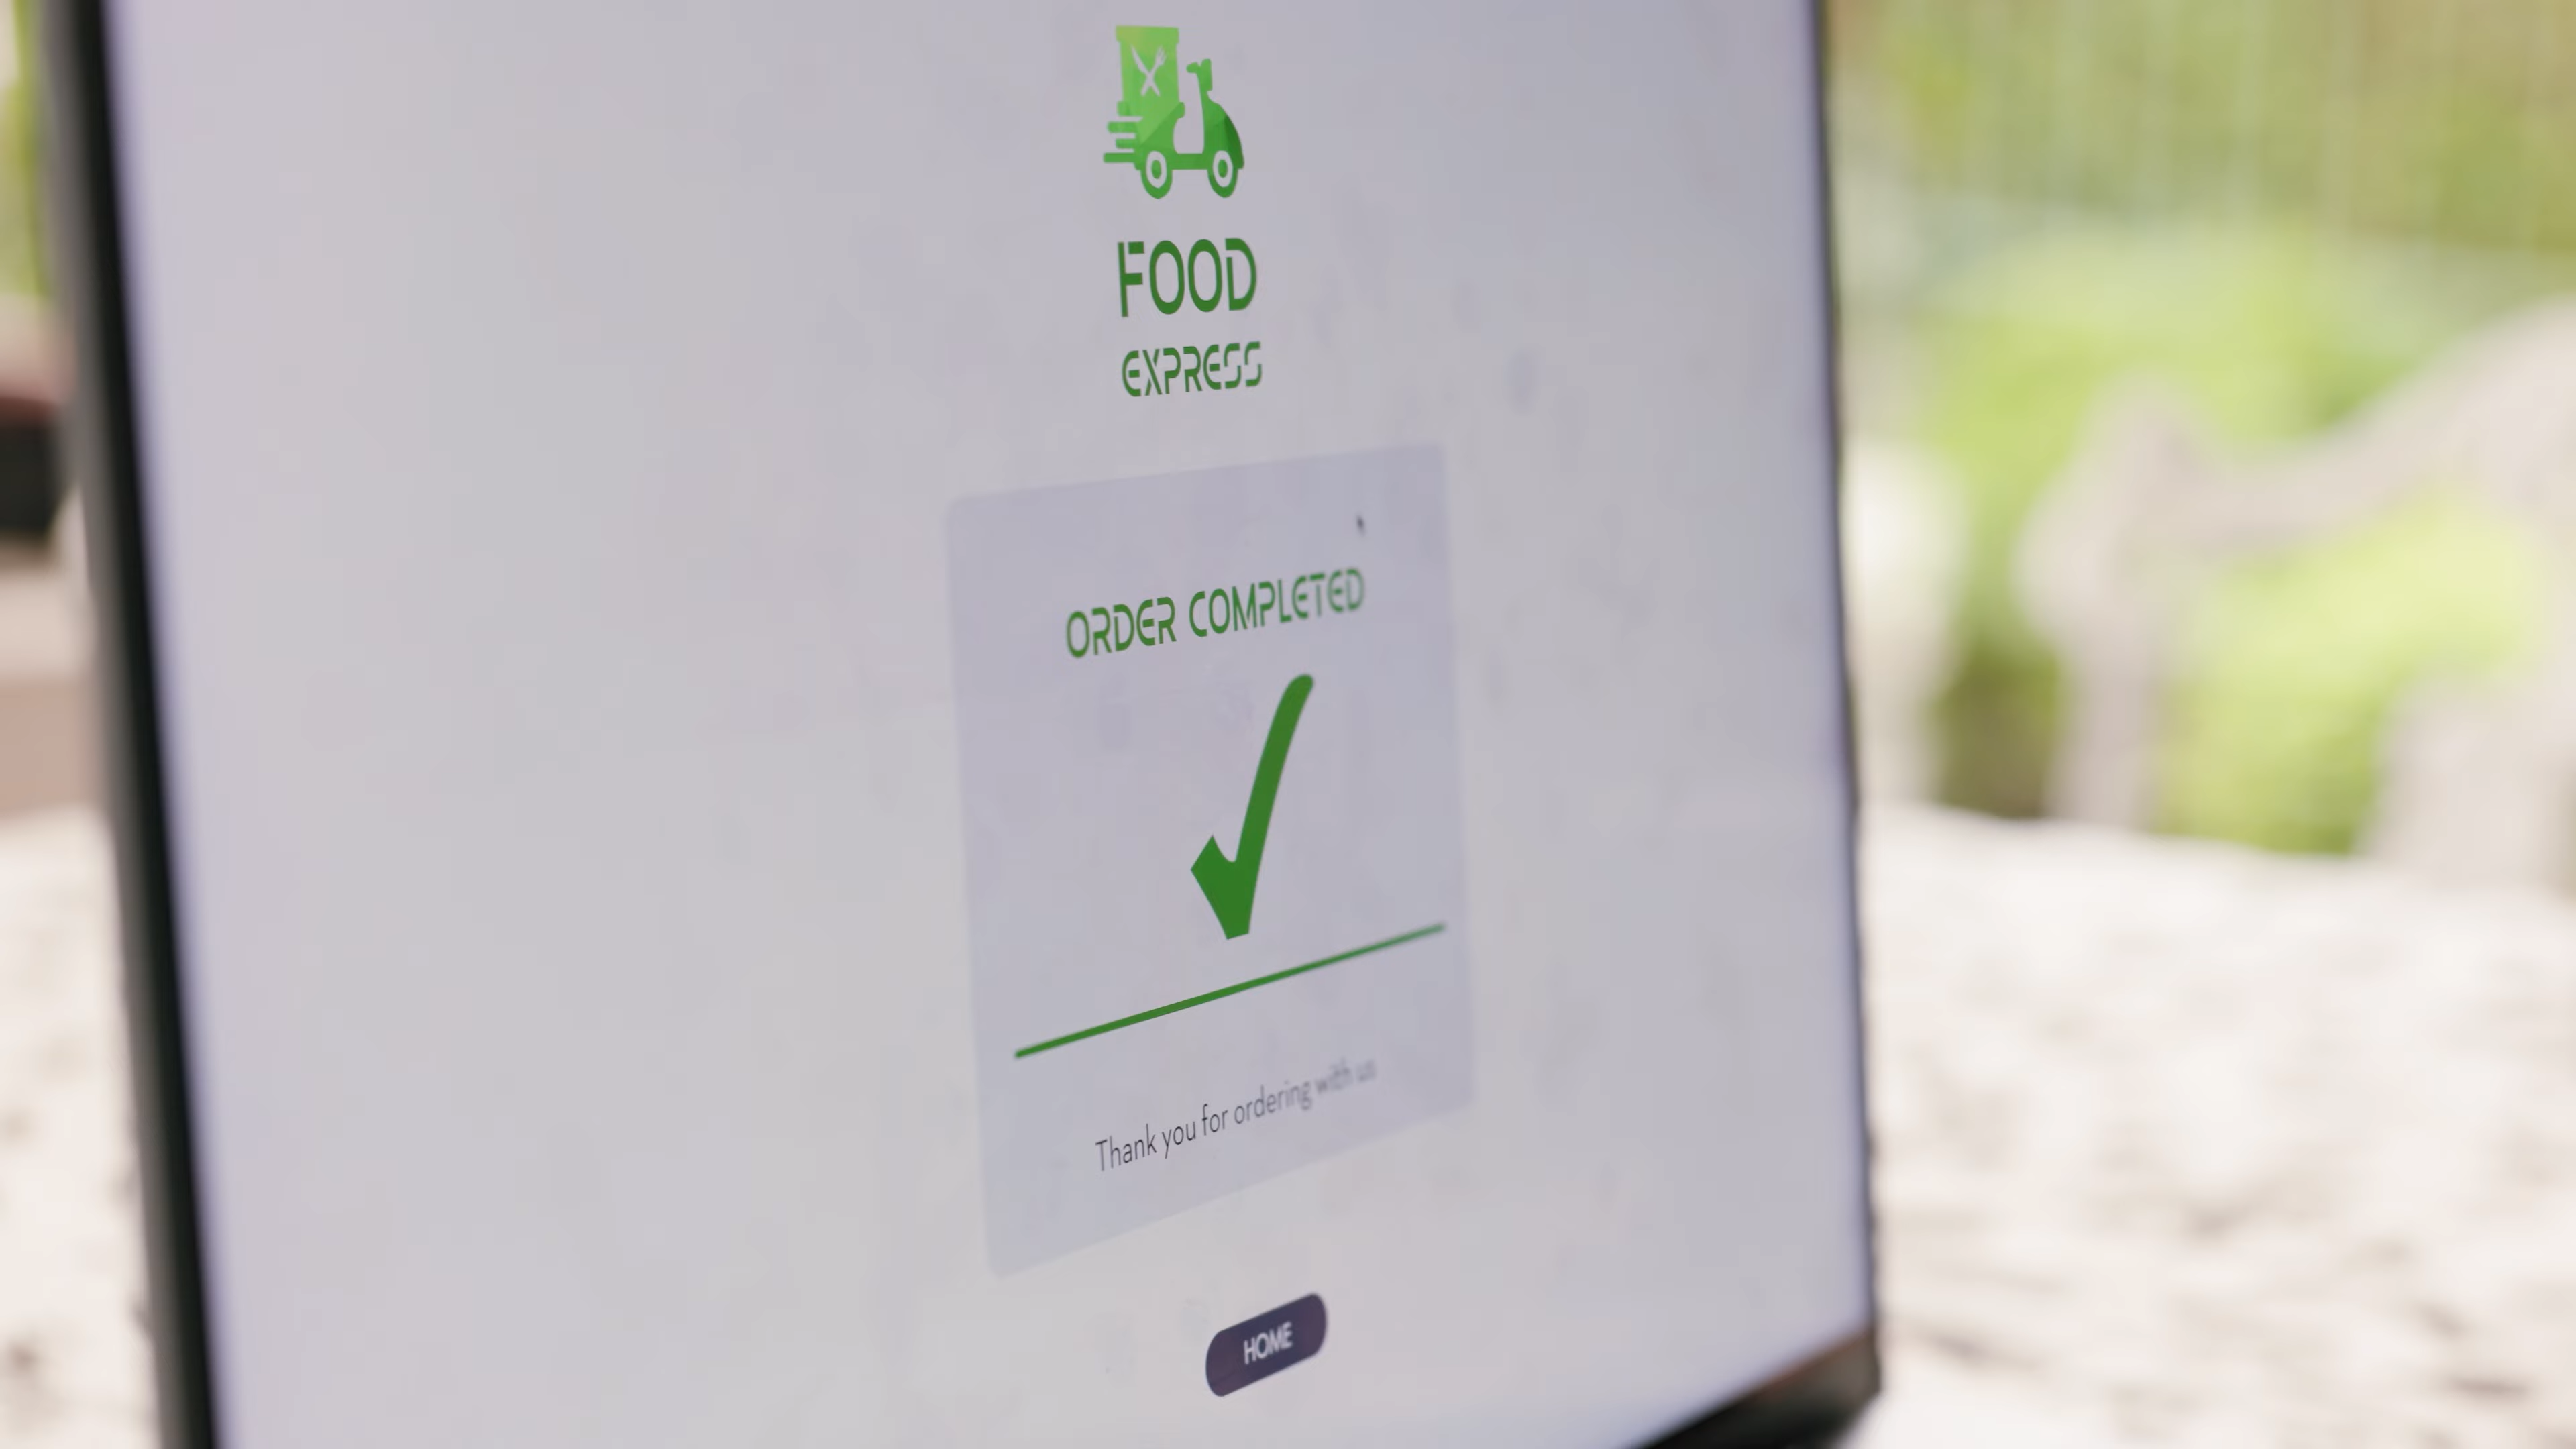 FOOD
EXPRESS
ORDER COMPLETED
Thank you for ordering with us
HOME